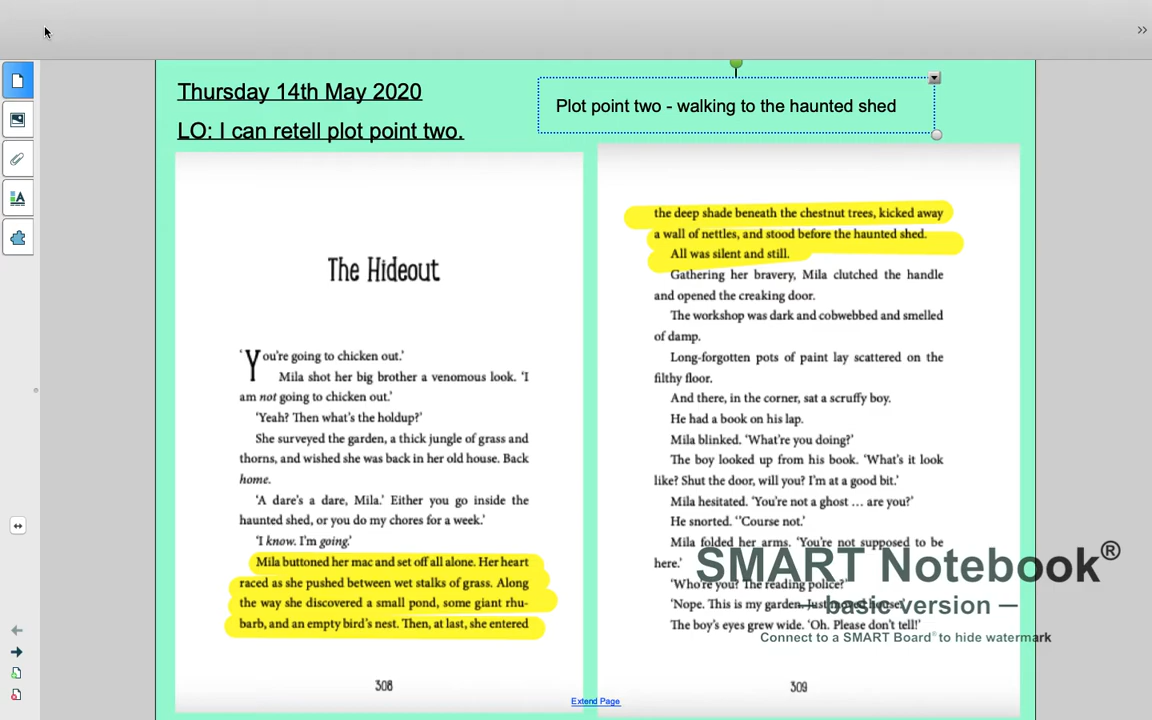 Thursday 14th May 2020
LO: I can retell plot point two.
Plot point two - walking to the haunted shed
The Hideout
'You're going to chicken out.'
Mila shot her big brother a venomous look. 'I
am not going to chicken out.'
'Yeah? Then what's the holdup?'
She surveyed the garden, a thick jungle of grass and
thorns, and wished she was back in her old house. Back
home.
'A dare's a dare, Mila.' Either you go inside the
haunted shed, or you do my chores for a week.'
'I know. I'm going.'
Mila buttoned her mac and set off all alone. Her heart
raced as she pushed between wet stalks of grass. Along
the way she discovered a small pond, some giant rhu-
barb, and an empty bird's nest. Then, at last, she entered
308
the deep shade beneath the chestnut trees, kicked away
a wall of nettles, and stood before the haunted shed.
All was silent and still.
Gathering her bravery, Mila clutched the handle
and opened the creaking door.
The workshop was dark and cobwebbed and smelled
of damp.
Long-forgotten pots of paint lay scattered on the
filthy floor.
And there, in the corner, sat a scruffy boy.
He had a book on his lap.
Mila blinked. 'What're you doing?'
The boy looked up from his book. 'What's it look
like? Shut the door, will you? I'm at a good bit.'
Mila hesitated. 'You're not a ghost … are you?'
He snorted. ''Course not.'
Mila folded her arms. 'You're not supposed to be
here.'
'Who're you? The reading police?'
'Nope. This is my garden. Just moved house.'
The boy's eyes grew wide. 'Oh. Please don't tell!'
309
SMART Notebook®
— basic version —
Connect to a SMART Board® to hide watermark
Extend Page